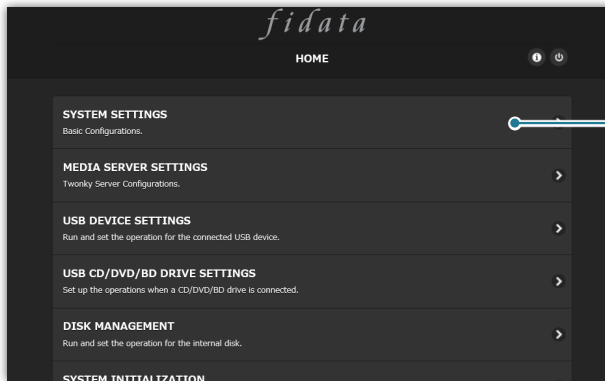 fidata
HOME
SYSTEM SETTINGS
Basic Configurations.
MEDIA SERVER SETTINGS
Twonky Server Configurations.
USB DEVICE SETTINGS
Run and set the operation for the connected USB device.
USB CD/DVD/BD DRIVE SETTINGS
Set up the operations when a CD/DVD/BD drive is connected.
DISK MANAGEMENT
Run and set the operation for the internal disk.
SYSTEM INITIALIZATION